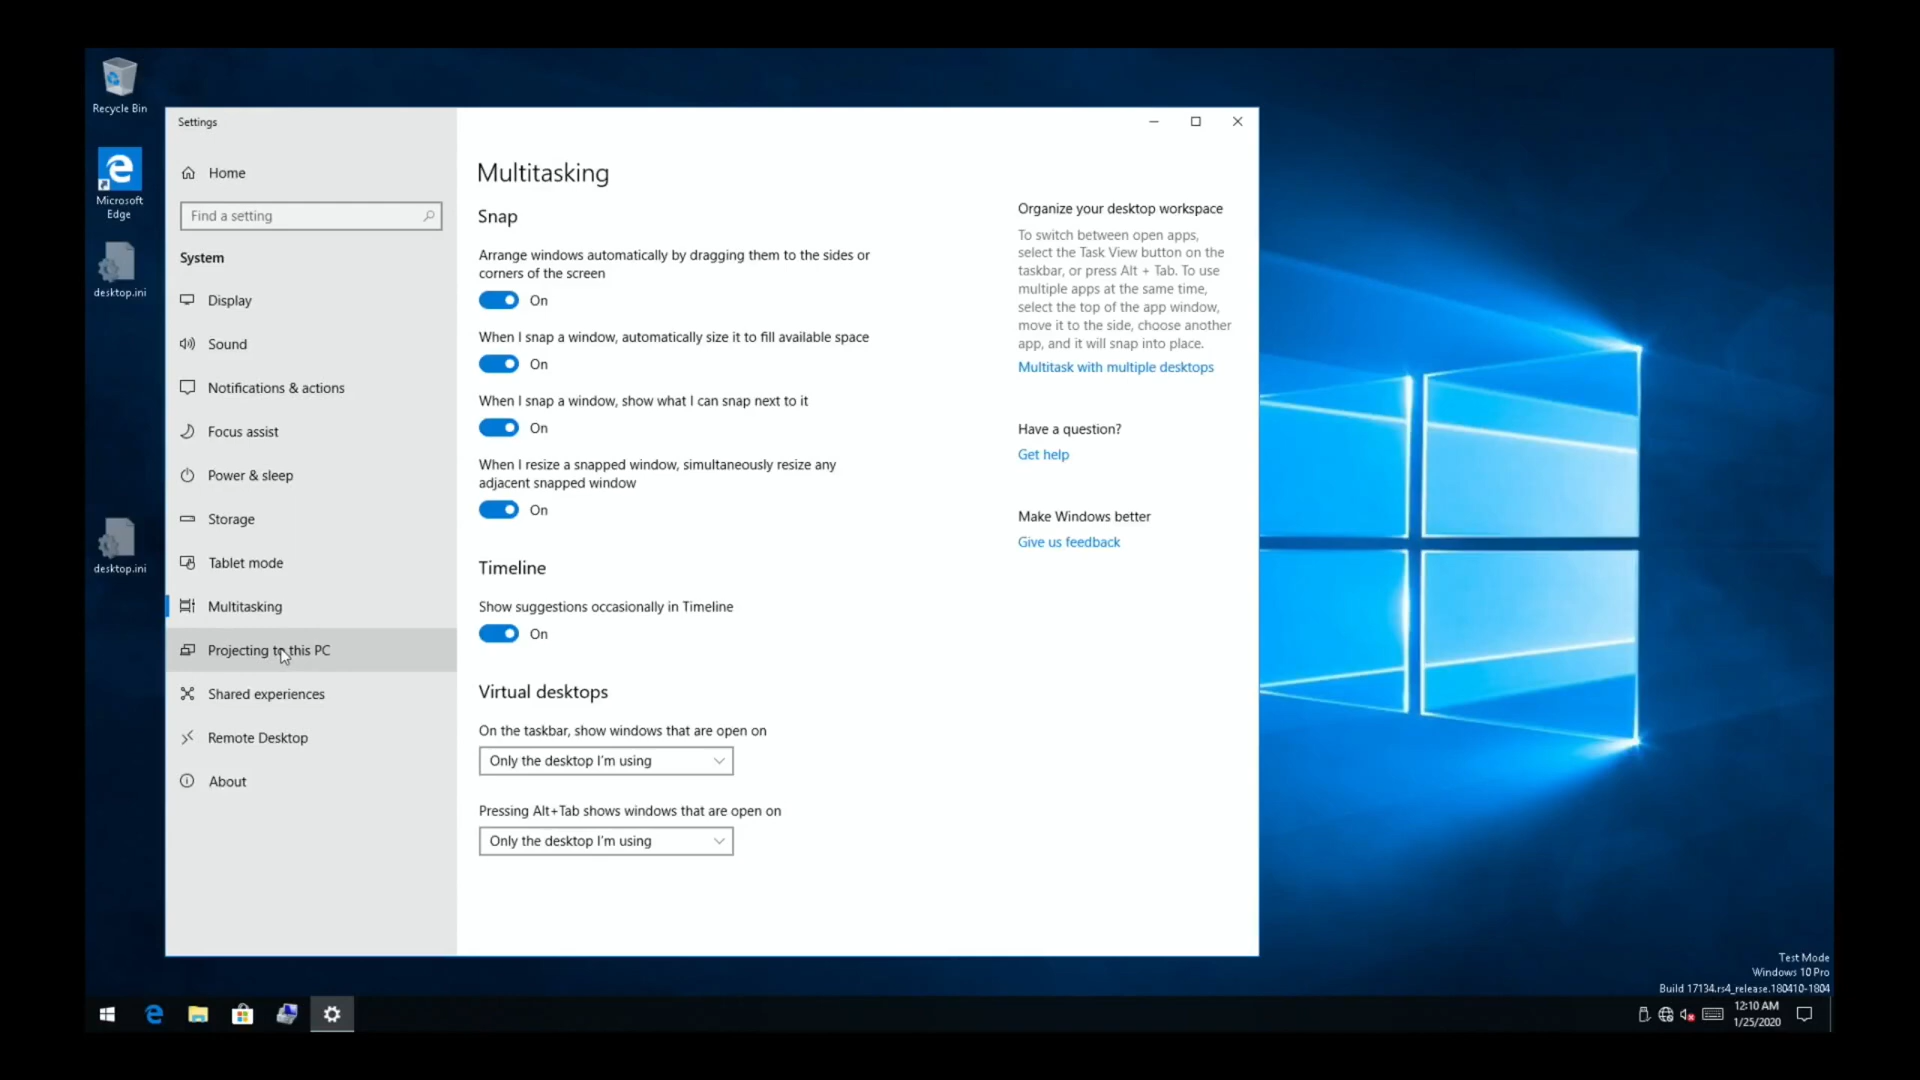 Recycle Bin
Microsoft
Edge
desktop.ini
desktop.ini
Settings
Home
Find a setting
System
Display
Sound
Notifications & actions
Focus assist
Power & sleep
Storage
Tablet mode
Multitasking
Projecting to this PC
Shared experiences
Remote Desktop
About
Multitasking
Snap
Arrange windows automatically by dragging them to the sides or
corners of the screen
On
When I snap a window, automatically size it to fill available space
On
When I snap a window, show what I can snap next to it
On
When I resize a snapped window, simultaneously resize any
adjacent snapped window
On
Timeline
Show suggestions occasionally in Timeline
On
Virtual desktops
On the taskbar, show windows that are open on
Only the desktop I'm using
Pressing Alt+Tab shows windows that are open on
Only the desktop I'm using
Organize your desktop workspace
To switch between open apps,
select the Task View button on the
taskbar, or press Alt + Tab. To use
multiple apps at the same time,
select the top of the app window,
move it to the side, choose another
app, and it will snap into place.
Multitask with multiple desktops
Have a question?
Get help
Make Windows better
Give us feedback
Test Mode
Windows 10 Pro
Build 17134.rs4_release.180410-1804
12:10 AM
1/25/2020